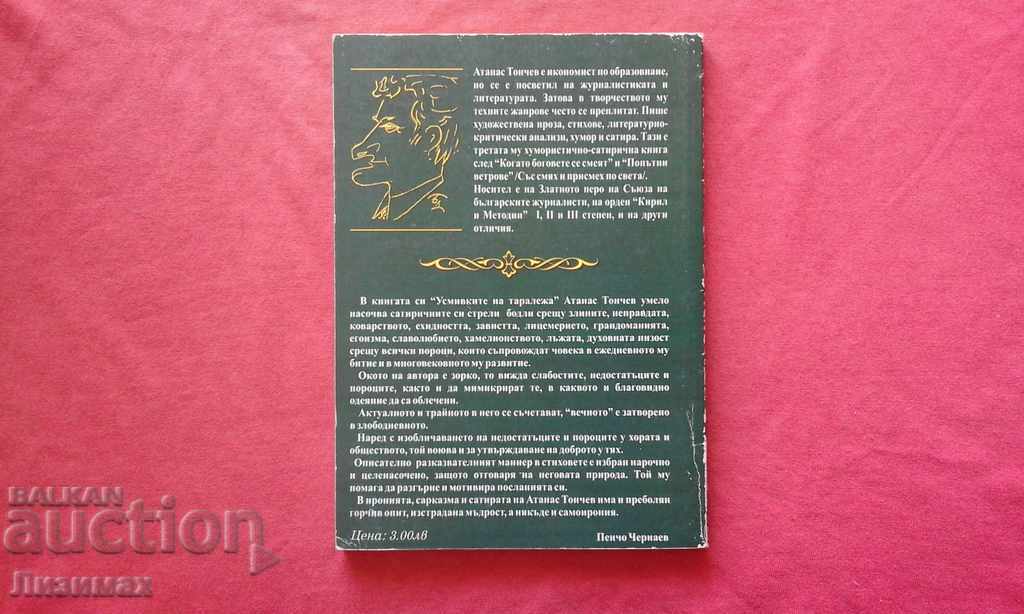 Атанас Тончев е икономист по образование,
но се е посветил на журналистиката и
литературата. Затова в творчеството му
техните жанрове често се преплитат. Пише
художествена проза, стихове, литературно-
критически анализи, хумор и сатира. Тази е
третата му хумористично-сатирична книга
след "Когато боговете се смеят" и "Попътни
ветрове" /Със смях и присмех по света/.
Носител е на Златното перо на Съюза на
българските журналисти, на орден "Кирил
и Методий" I, II и III степен, и на други
отличия.
В книгата си "Усмивките на таралежа" Атанас Тончев умело
насочва сатиричните си стрели бодли срещу злините, неправдата,
коварството, ехидността, завистта, лицемерието, грандоманията,
егоизма, славолюбието, хамелионството, лъжата, духовната низост
срещу всички пороци, които съпровождат човека в ежедневното му
битие и в многовековното му развитие.
Окото на автора е зорко, то вижда слабостите, недостатъците и
пороците, както и да мимикрират те, в каквото и благовидно
одеяние да са облечени.
Актуалното и трайното в него се съчетават, "вечното" е затворено
в злободневното.
Наред с изобличаването на недостатъците и пороците у хората и
обществото, той воюва и за утвърждаване на доброто у тях.
Описателно разказвателният маниер в стиховете е избран нарочно
и целенасочено, защото отговаря на неговата природа. Той му
помага да разгърне и мотивира посланията си.
В иронията, сарказма и сатирата на Атанас Тончев има и преболян
горчив опит, изстрадана мъдрост, а никъде и самоирония.
Цена: 3.00лв
Пенчо Чернаев
BALKAN
auction
Лизимах